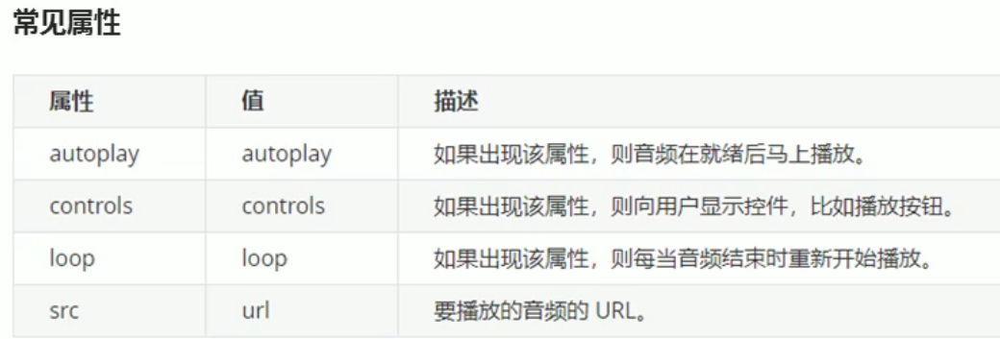 常见属性
属性 值 描述
autoplay autoplay 如果出现该属性，则音频在就绪后马上播放。
controls controls 如果出现该属性，则向用户显示控件，比如播放按钮。
loop loop 如果出现该属性，则每当音频结束时重新开始播放。
src url 要播放的音频的 URL。